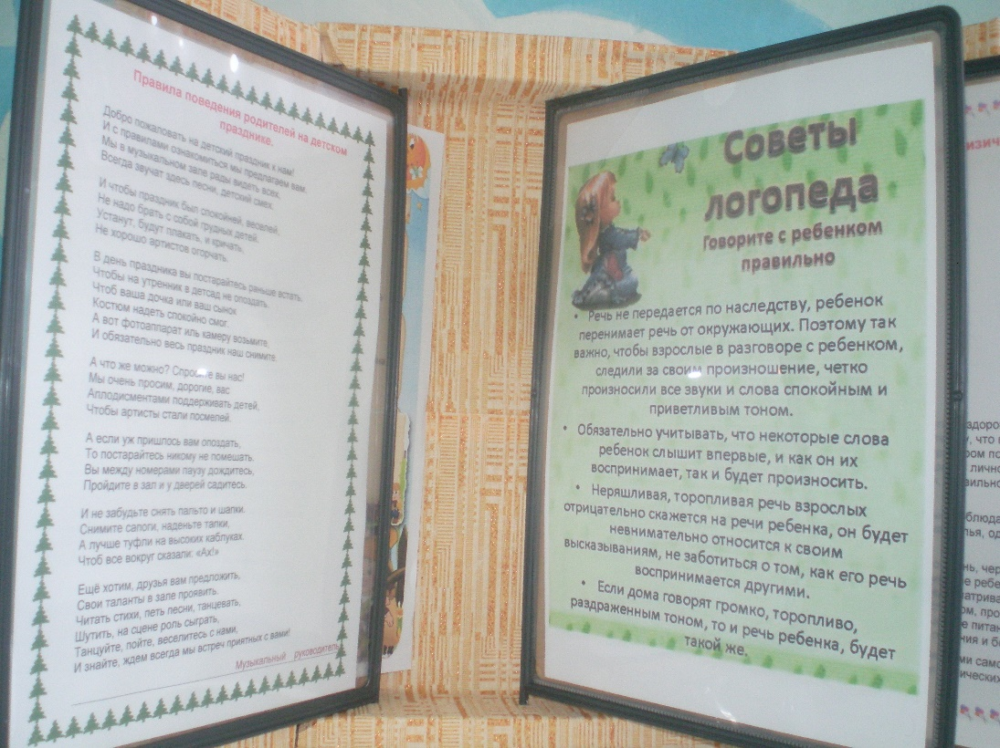 Правила поведения родителей на детском
празднике.
Добро пожаловать на детский праздник к нам!
И с правилами ознакомиться мы предлагаем вам.
Мы в музыкальном зале рады видеть всех,
Всегда звучат здесь песни, детский смех.
И чтобы праздник был спокойней, веселей,
Не надо брать с собой грудных детей.
Устанут, будут плакать, и кричать,
Не хорошо артистов огорчать.
В день праздника вы постарайтесь раньше встать,
Чтобы на утренник в детсад не опоздать.
Чтоб ваша дочка или ваш сынок
Костюм надеть спокойно смог.
А вот фотоаппарат иль камеру возьмите,
И обязательно весь праздник наш снимите.
А что же можно? Спросите вы нас!
Мы очень просим, дорогие, вас
Аплодисментами поддерживать детей,
Чтобы артисты стали посмелей.
А если уж пришлось вам опоздать,
То постарайтесь никому не помешать.
Вы между номерами паузу дождитесь,
Пройдите в зал и у дверей садитесь.
И не забудьте снять пальто и шапки.
Снимите сапоги, наденьте тапки,
А лучше туфли на высоких каблуках.
Чтоб все вокруг сказали: «Ах!»
Ещё хотим, друзья вам предложить,
Свои таланты в зале проявить.
Читать стихи, петь песни, танцевать,
Шутить, на сцене роль сыграть,
Танцуйте, пойте, веселитесь с нами,
И знайте, ждем всегда мы встреч приятных с вами!
Музыкальный руководитель
Советы
логопеда
Говорите с ребенком
правильно
• Речь не передается по наследству, ребенок
перенимает речь от окружающих. Поэтому так
важно, чтобы взрослые в разговоре с ребенком,
следили за своим произношение, четко
произносили все звуки и слова спокойным и
приветливым тоном.
• Обязательно учитывать, что некоторые слова
ребенок слышит впервые, и как он их
воспринимает, так и будет произносить.
• Неряшливая, торопливая речь взрослых
отрицательно скажется на речи ребенка, он будет
невнимательно относится к своим
высказываниям, не заботиться о том, как его речь
воспринимается другими.
• Если дома говорят громко, торопливо,
раздраженным тоном, то и речь ребенка, будет
такой же.